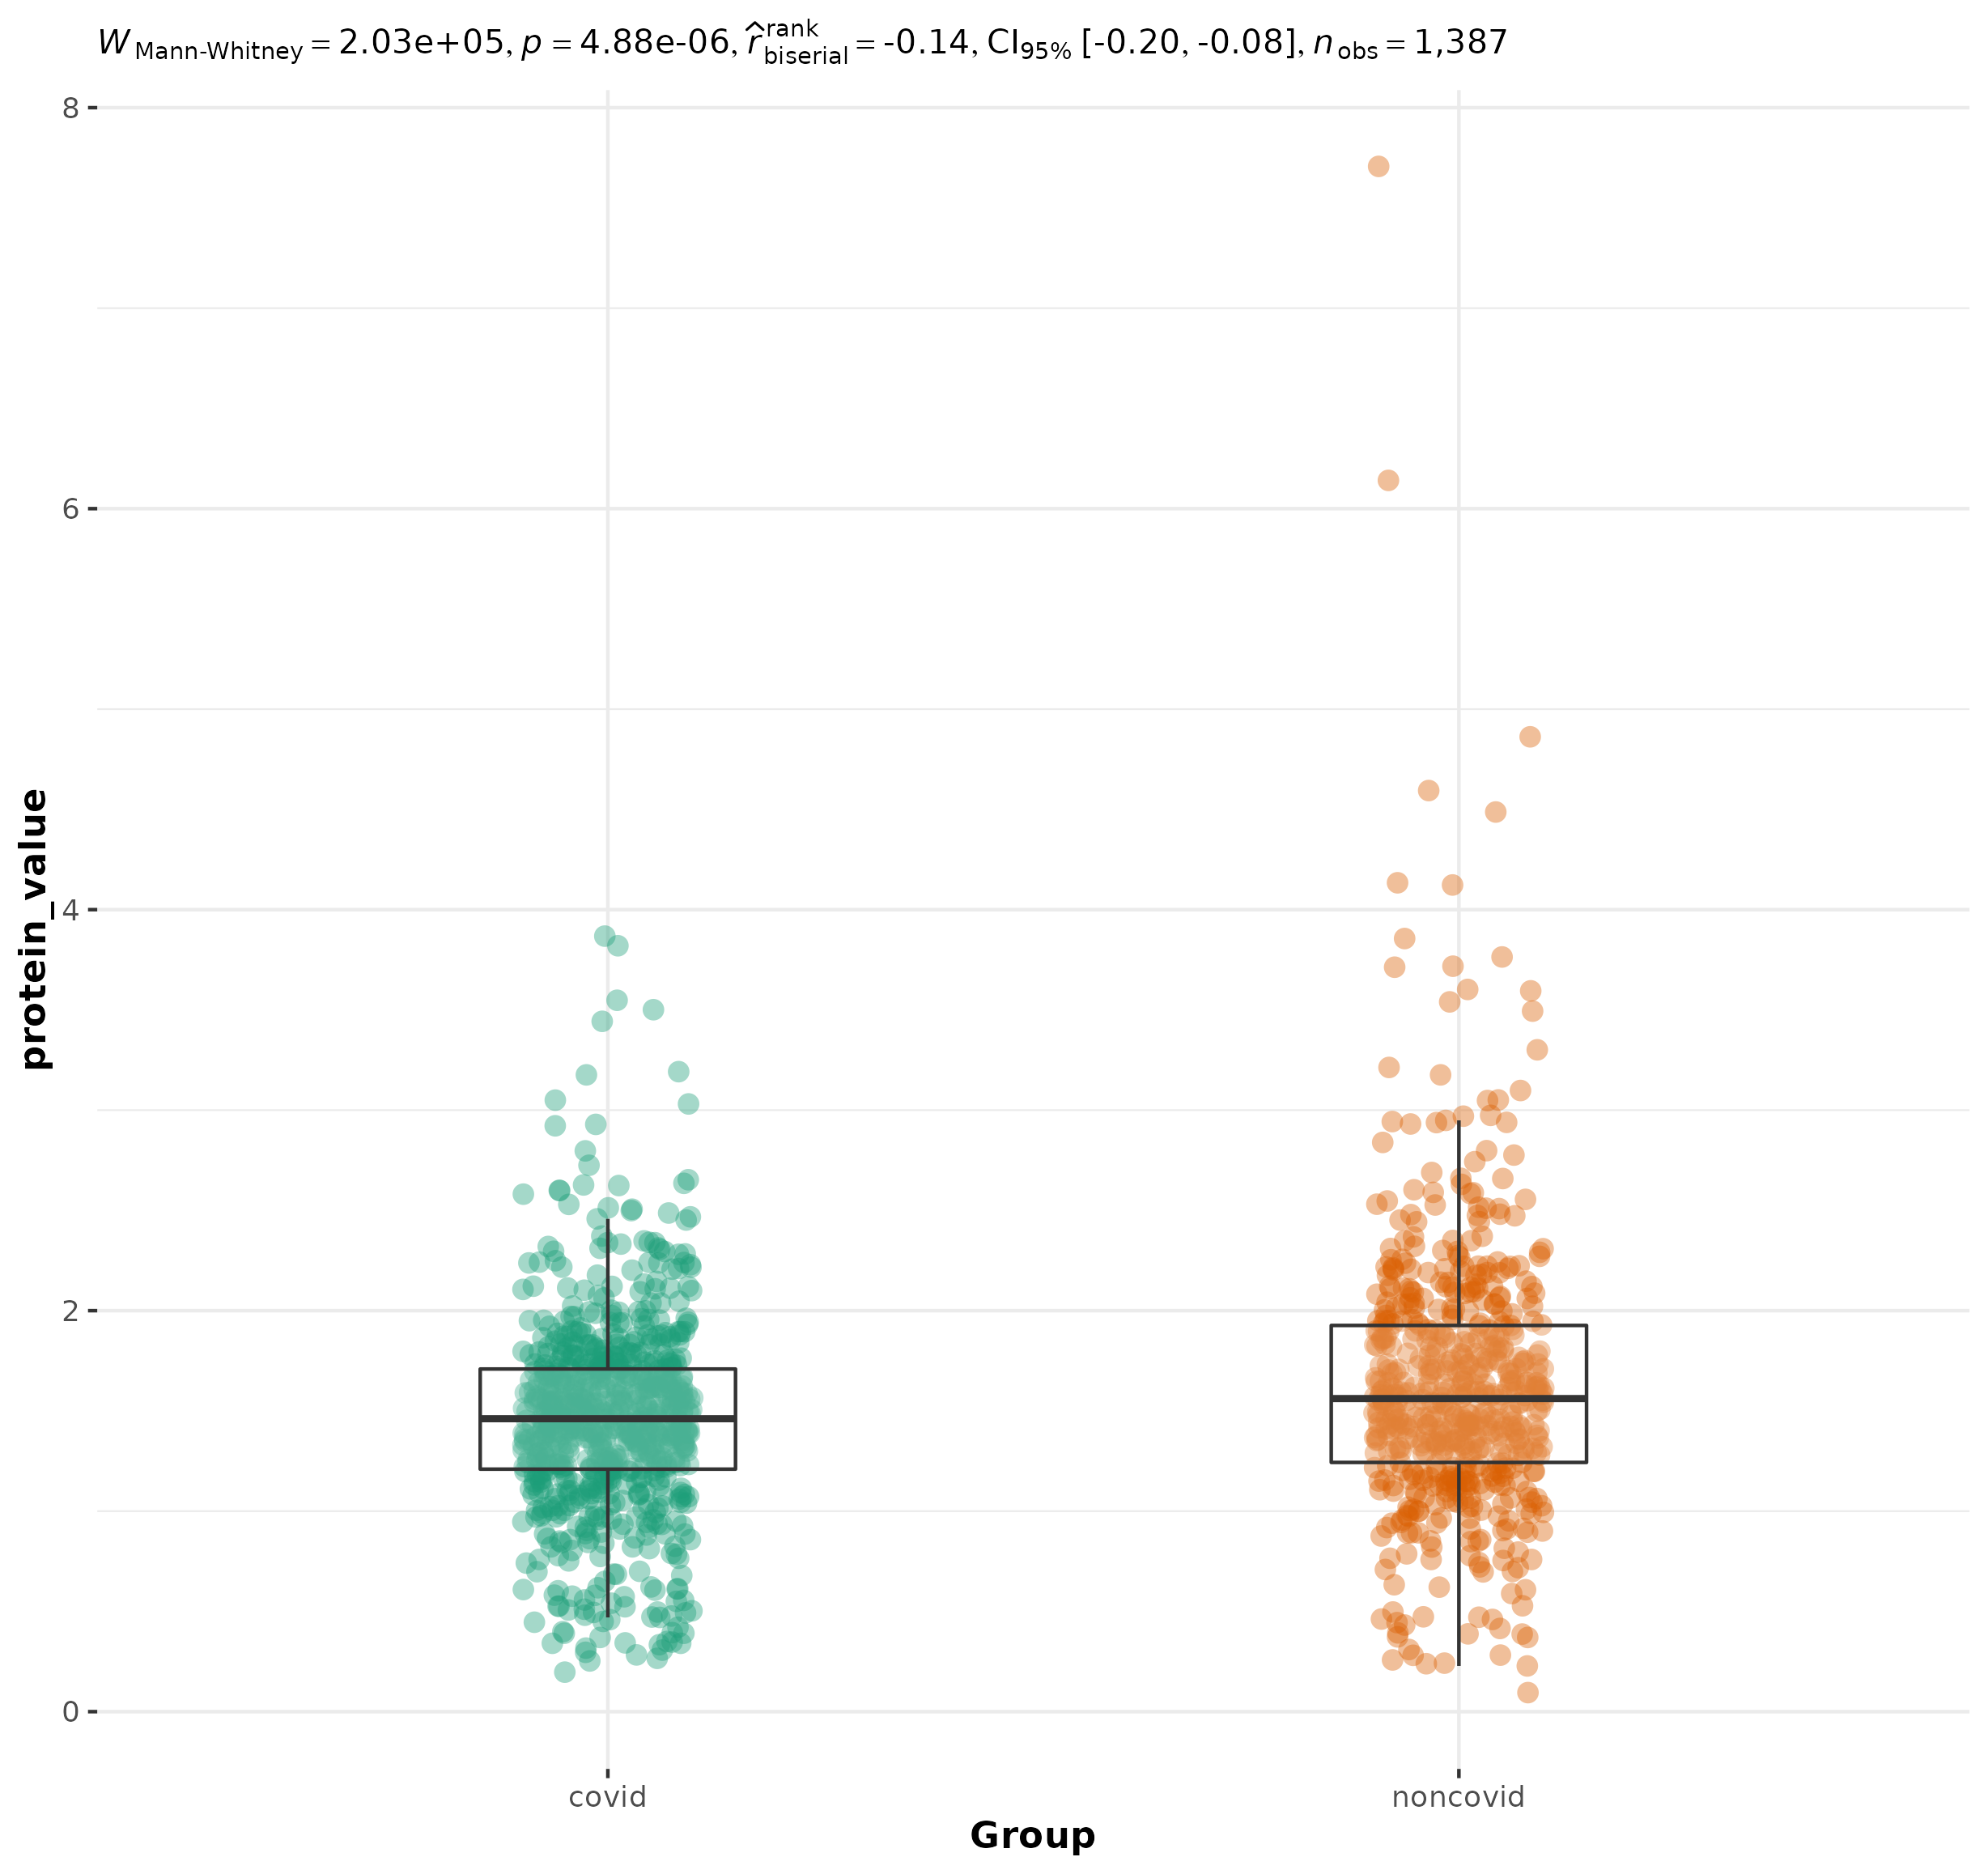 W Mann-Whitney = 2.03e+05, p = 4.88e-06, r̂ rank biserial = -0.14, CI95% [-0.20, -0.08], n obs = 1,387
8
6
4
2
0
protein_value
covid noncovid
Group